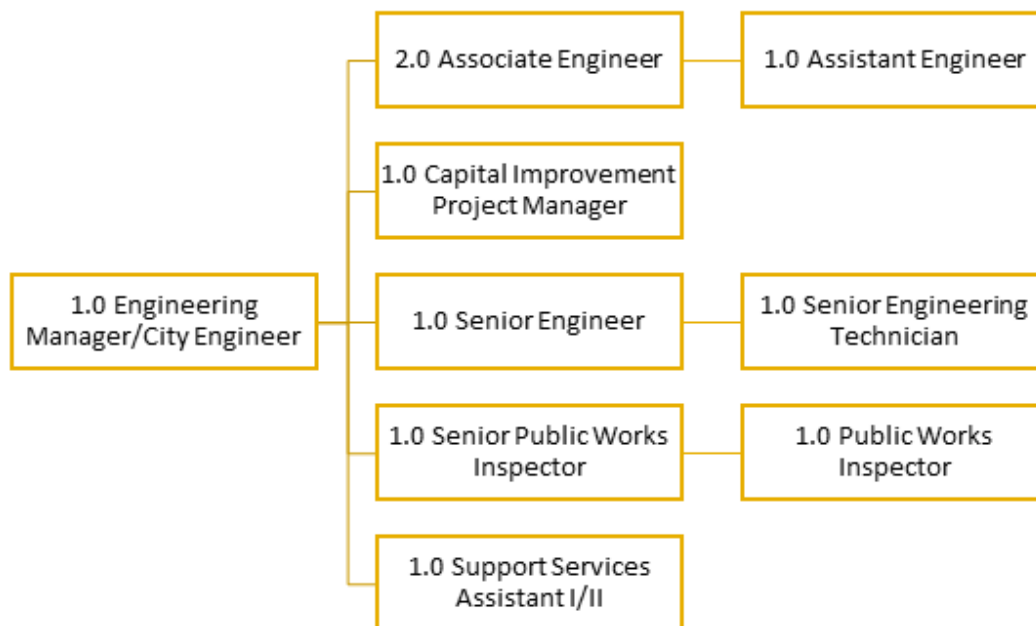 2.0 Associate Engineer
1.0 Assistant Engineer
1.0 Capital Improvement
Project Manager
1.0 Engineering
Manager/City Engineer
1.0 Senior Engineer
1.0 Senior Engineering
Technician
1.0 Senior Public Works
Inspector
1.0 Public Works
Inspector
1.0 Support Services
Assistant I/II